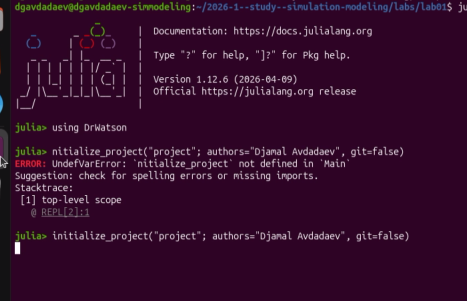 dgavdadaev@dgavdadaev-simmodeling:~/2026-1--study--simulation-modeling/labs/lab01$ ju
Documentation: https://docs.julialang.org
Type "?" for help, "]?" for Pkg help.
Version 1.12.6 (2026-04-09)
Official https://julialang.org release
julia> using DrWatson
julia> nitialize_project("project"; authors="Djamal Avdadaev", git=false)
ERROR: UndefVarError: `nitialize_project` not defined in `Main`
Suggestion: check for spelling errors or missing imports.
Stacktrace:
[1] top-level scope
@ REPL[2]:1
julia> initialize_project("project"; authors="Djamal Avdadaev", git=false)